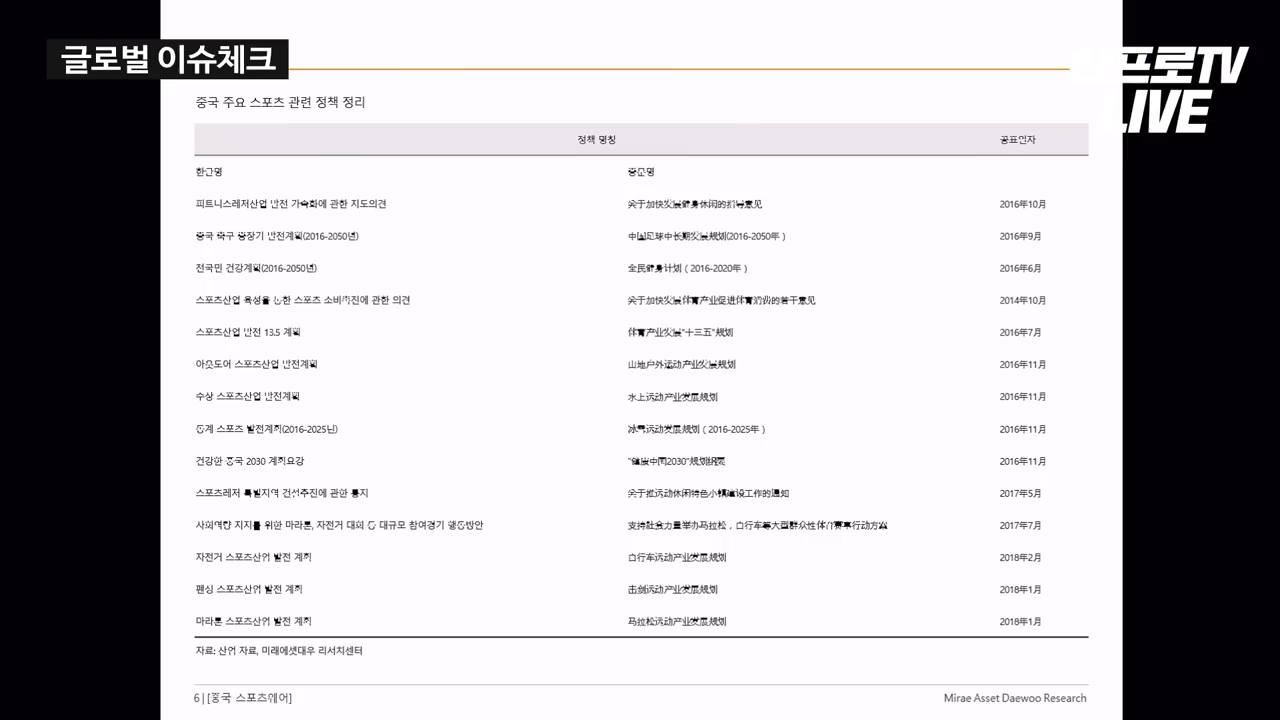 글로벌 이슈체크
프로TV
LIVE
중국 주요 스포츠 관련 정책 정리
정책 명칭 공표일자
한글명 중문명
피트니스레저산업 발전 가속화에 관한 지도의견 关于加快发展健身休闲的指导意见 2016年10月
중국 축구 중장기 발전계획(2016-2050년) 中国足球中长期发展规划(2016-2050年) 2016年9月
전국민 건강계획(2016-2050년) 全民健身计划(2016-2020年) 2016年6月
스포츠산업 육성을 통한 스포츠 소비촉진에 관한 의견 关于加快发展体育产业促进体育消费的若干意见 2014年10月
스포츠산업 발전 13.5 계획 体育产业发展"十三五"规划 2016年7月
아웃도어 스포츠산업 발전계획 山地户外运动产业发展规划 2016年11月
수상 스포츠산업 발전계획 水上运动产业发展规划 2016年11月
동계 스포츠 발전계획(2016-2025년) 冰雪运动发展规划(2016-2025年) 2016年11月
건강한 중국 2030 계획요강 "健康中国2030"规划纲要 2016年11月
스포츠레저 특별지역 건설추진에 관한 통지 关于推运动休闲特色小镇建设工作的通知 2017年5月
사회역량 지지를 위한 마라톤, 자전거 대회 등 대규모 참여경기 행동방안 支持社会力量举办马拉松,自行车等大型群众性体育赛事行动方案 2017年7月
자전거 스포츠산업 발전 계획 自行车运动产业发展规划 2018年2月
펜싱 스포츠산업 발전 계획 击剑运动产业发展规划 2018年1月
마라톤 스포츠산업 발전 계획 马拉松运动产业发展规划 2018年1月
자료: 산업 자료, 미래에셋대우 리서치센터
6 | [중국 스포츠웨어] Mirae Asset Daewoo Research